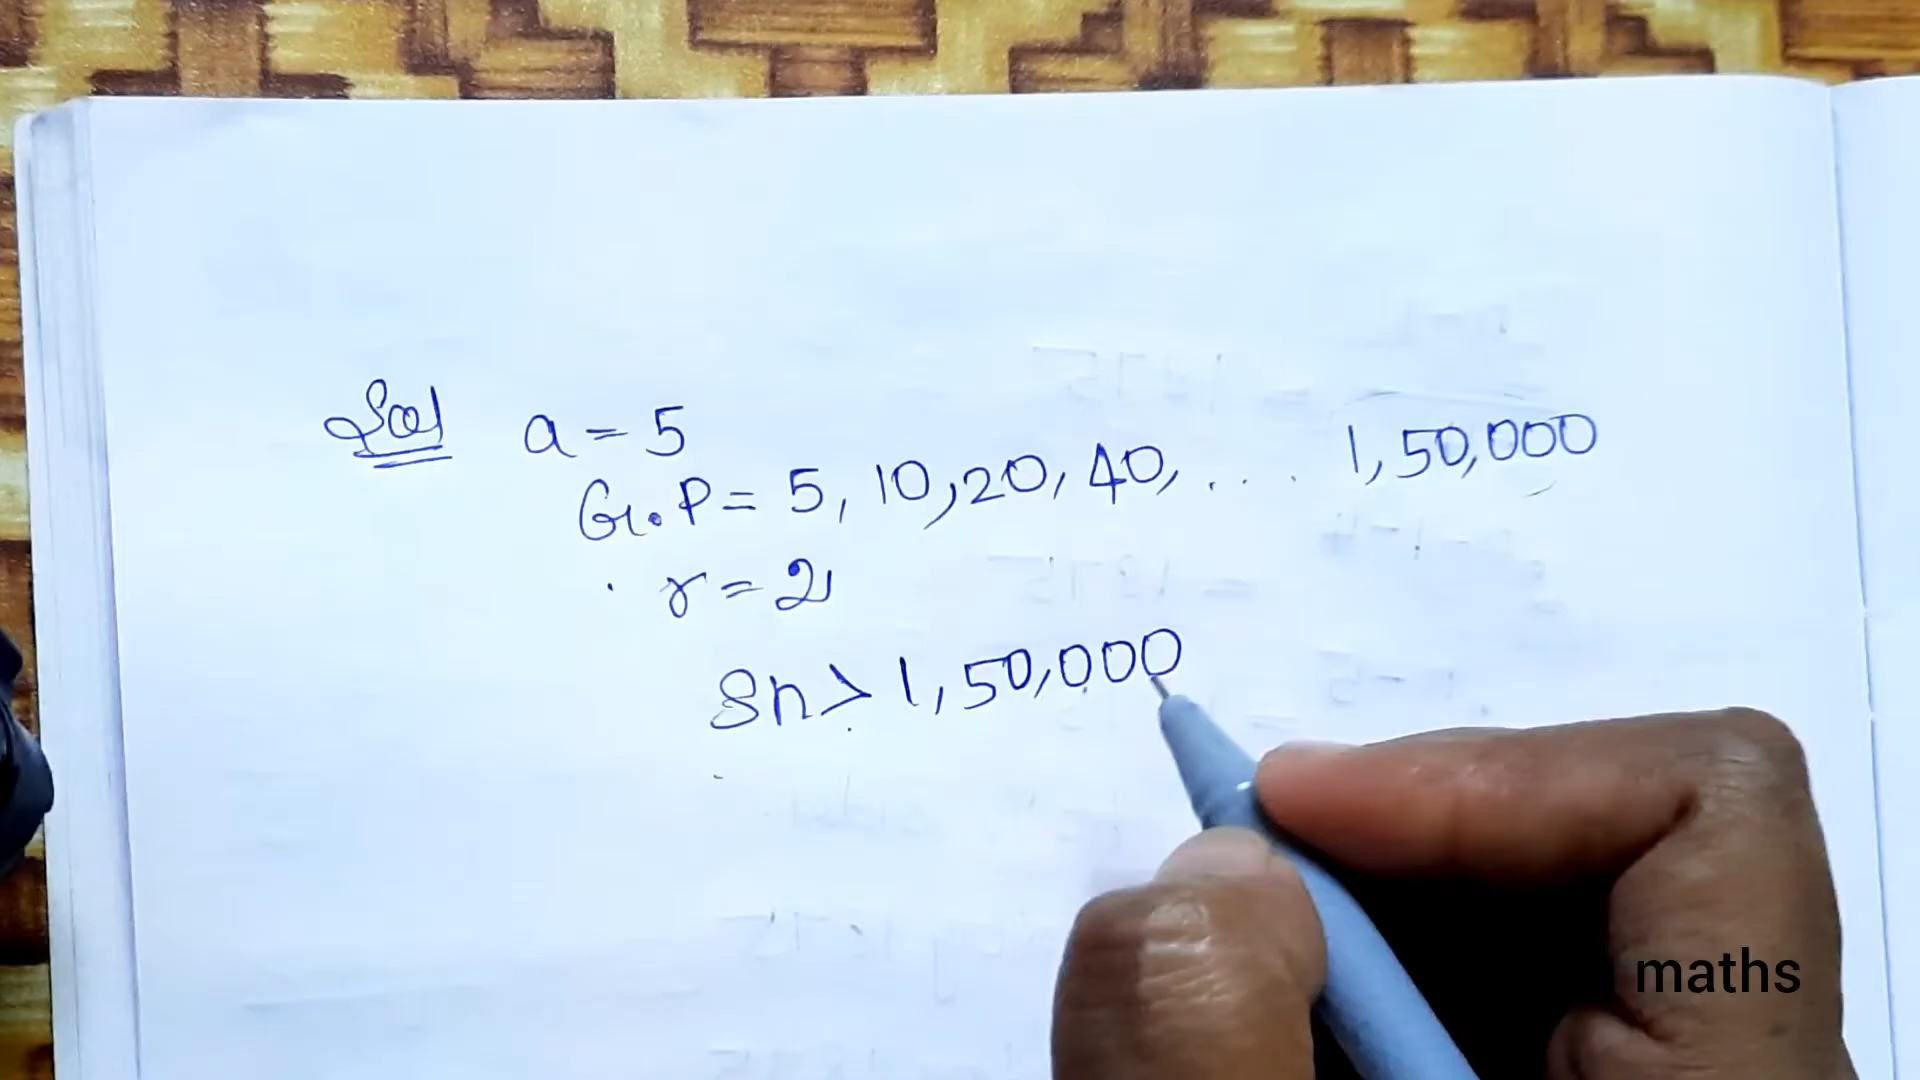 Sol a = 5
G.P = 5, 10, 20, 40, ... 1,50,000
r = 2
Sn > 1,50,000
maths